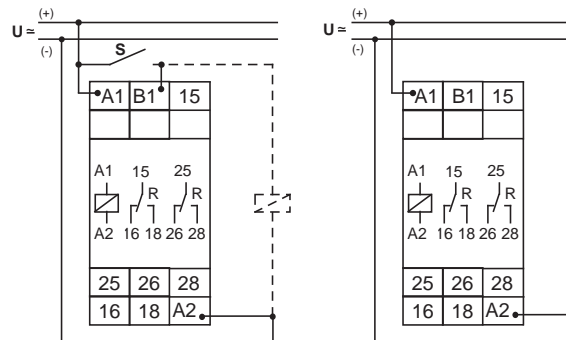 (+)
U ≃
(-)
S
A1 B1 15
A1 15 25
R R
A2 16 18 26 28
25 26 28
16 18 A2
(+)
U ≃
(-)
A1 B1 15
A1 15 25
R R
A2 16 18 26 28
25 26 28
16 18 A2